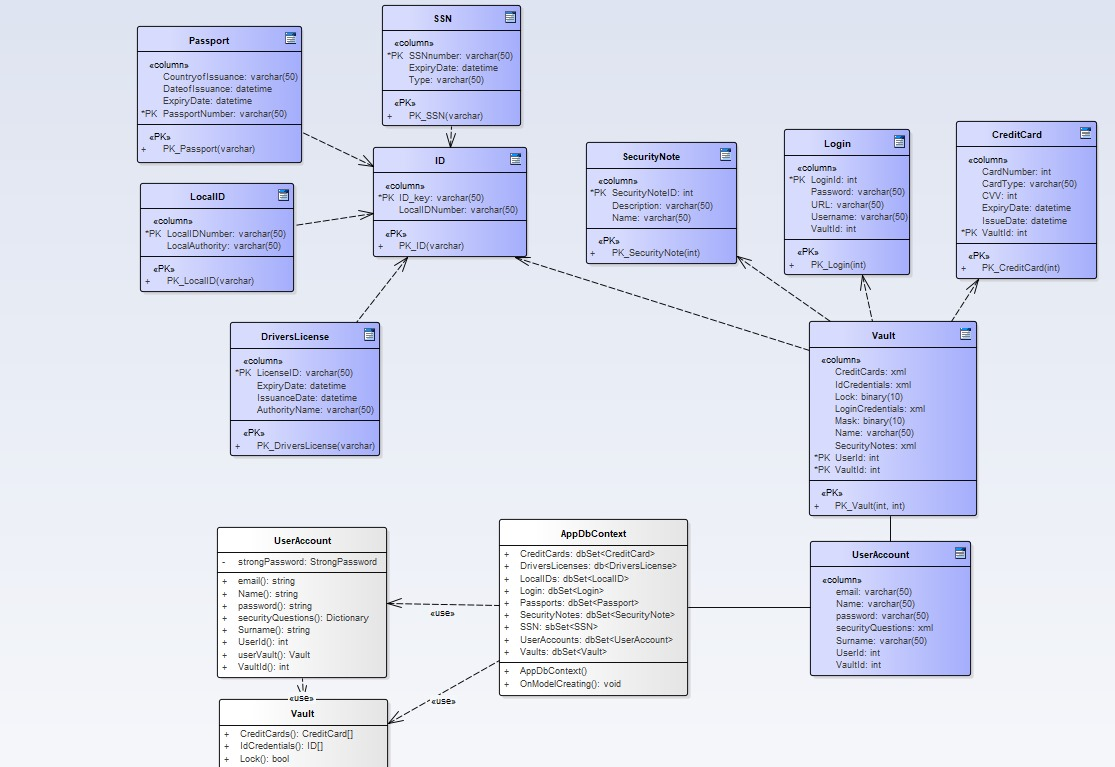 Passport
«column»
CountryofIssuance: varchar(50)
DateofIssuance: datetime
ExpiryDate: datetime
*PK PassportNumber: varchar(50)
«PK»
+ PK_Passport(varchar)
SSN
«column»
*PK SSNnumber: varchar(50)
ExpiryDate: datetime
Type: varchar(50)
«PK»
+ PK_SSN(varchar)
LocalID
«column»
*PK LocalIDNumber: varchar(50)
LocalAuthority: varchar(50)
«PK»
+ PK_LocalID(varchar)
ID
«column»
*PK ID_key: varchar(50)
LocalIDNumber: varchar(50)
«PK»
+ PK_ID(varchar)
SecurityNote
«column»
*PK SecurityNoteID: int
Description: varchar(50)
Name: varchar(50)
«PK»
+ PK_SecurityNote(int)
Login
«column»
*PK LoginId: int
Password: varchar(50)
URL: varchar(50)
Username: varchar(50)
VaultId: int
«PK»
+ PK_Login(int)
CreditCard
«column»
CardNumber: int
CardType: varchar(50)
CVV: int
ExpiryDate: datetime
IssueDate: datetime
*PK VaultId: int
«PK»
+ PK_CreditCard(int)
DriversLicense
«column»
*PK LicenseID: varchar(50)
ExpiryDate: datetime
IssuanceDate: datetime
AuthorityName: varchar(50)
«PK»
+ PK_DriversLicense(varchar)
Vault
«column»
CreditCards: xml
IdCredentials: xml
Lock: binary(10)
LoginCredentials: xml
Mask: binary(10)
Name: varchar(50)
SecurityNotes: xml
*PK UserId: int
*PK VaultId: int
«PK»
+ PK_Vault(int, int)
UserAccount
- strongPassword: StrongPassword
+ email(): string
+ Name(): string
+ password(): string
+ securityQuestions(): Dictionary
+ Surname(): string
+ UserId(): int
+ userVault(): Vault
+ VaultId(): int
«use»
AppDbContext
+ CreditCards: dbSet<CreditCard>
+ DriversLicenses: db<DriversLicense>
+ LocalIDs: dbSet<LocalID>
+ Login: dbSet<Login>
+ Passports: dbSet<Passport>
+ SecurityNotes: dbSet<SecurityNote>
+ SSN: sbSet<SSN>
+ UserAccounts: dbSet<UserAccount>
+ Vaults: dbSet<Vault>
+ AppDbContext()
+ OnModelCreating(): void
UserAccount
«column»
email: varchar(50)
Name: varchar(50)
password: varchar(50)
securityQuestions: xml
Surname: varchar(50)
UserId: int
VaultId: int
«use»
«use»
Vault
+ CreditCards(): CreditCard[]
+ IdCredentials(): ID[]
+ Lock(): bool